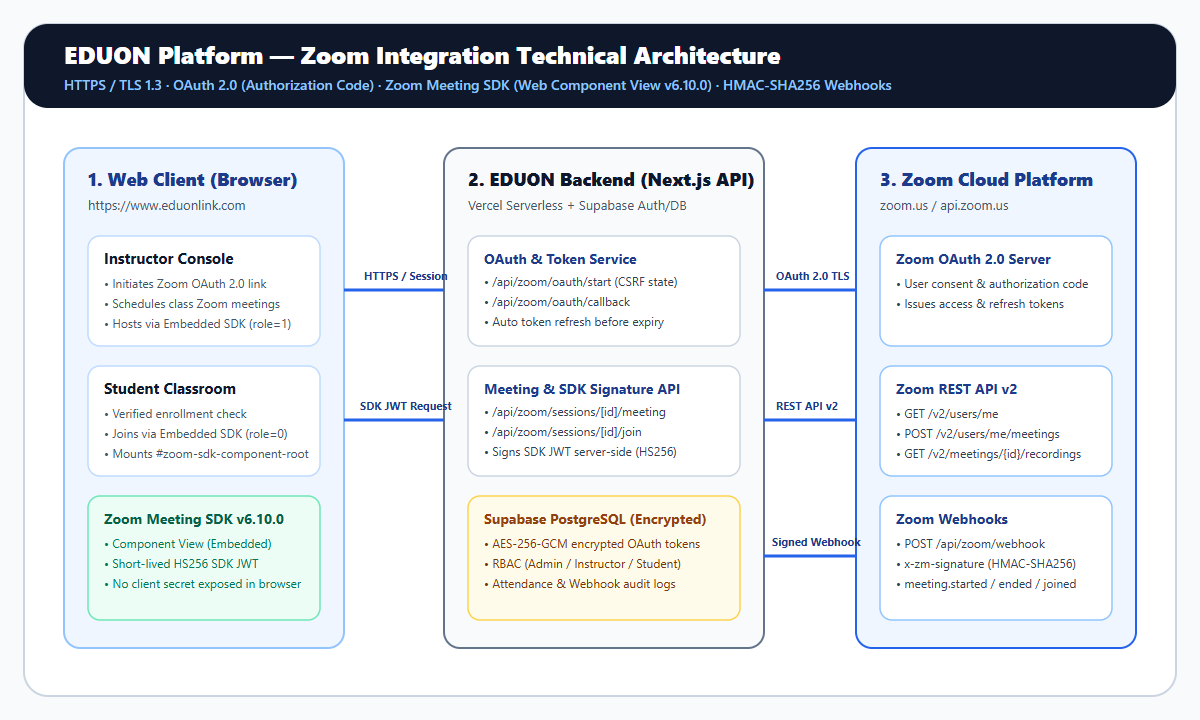 EDUON Platform — Zoom Integration Technical Architecture
HTTPS / TLS 1.3 · OAuth 2.0 (Authorization Code) · Zoom Meeting SDK (Web Component View v6.10.0) · HMAC-SHA256 Webhooks
1. Web Client (Browser)
https://www.eduonlink.com
Instructor Console
• Initiates Zoom OAuth 2.0 link
• Schedules class Zoom meetings
• Hosts via Embedded SDK (role=1)
Student Classroom
• Verified enrollment check
• Joins via Embedded SDK (role=0)
• Mounts #zoom-sdk-component-root
Zoom Meeting SDK v6.10.0
• Component View (Embedded)
• Short-lived HS256 SDK JWT
• No client secret exposed in browser
HTTPS / Session
SDK JWT Request
2. EDUON Backend (Next.js API)
Vercel Serverless + Supabase Auth/DB
OAuth & Token Service
• /api/zoom/oauth/start (CSRF state)
• /api/zoom/oauth/callback
• Auto token refresh before expiry
Meeting & SDK Signature API
• /api/zoom/sessions/[id]/meeting
• /api/zoom/sessions/[id]/join
• Signs SDK JWT server-side (HS256)
Supabase PostgreSQL (Encrypted)
• AES-256-GCM encrypted OAuth tokens
• RBAC (Admin / Instructor / Student)
• Attendance & Webhook audit logs
OAuth 2.0 TLS
REST API v2
Signed Webhook
3. Zoom Cloud Platform
zoom.us / api.zoom.us
Zoom OAuth 2.0 Server
• User consent & authorization code
• Issues access & refresh tokens
Zoom REST API v2
• GET /v2/users/me
• POST /v2/users/me/meetings
• GET /v2/meetings/{id}/recordings
Zoom Webhooks
• POST /api/zoom/webhook
• x-zm-signature (HMAC-SHA256)
• meeting.started / ended / joined